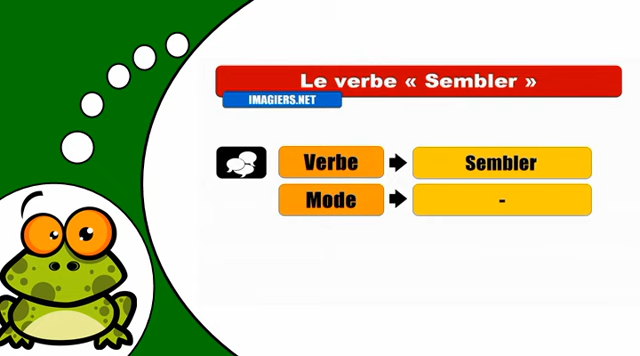 Le verbe « Sembler »
IMAGIERS.NET
Verbe Sembler
Mode -